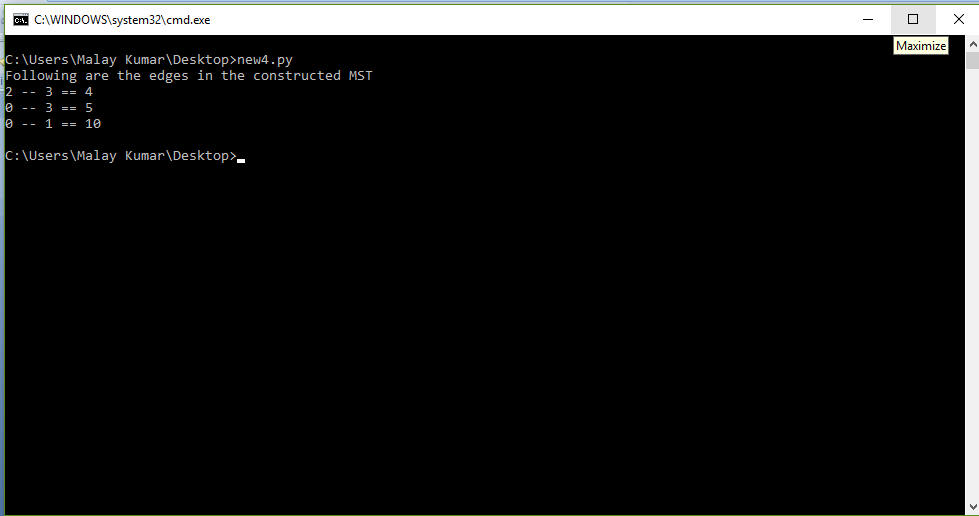 C:\WINDOWS\system32\cmd.exe
Maximize
C:\Users\Malay Kumar\Desktop>new4.py
Following are the edges in the constructed MST
2 -- 3 == 4
0 -- 3 == 5
0 -- 1 == 10
C:\Users\Malay Kumar\Desktop>